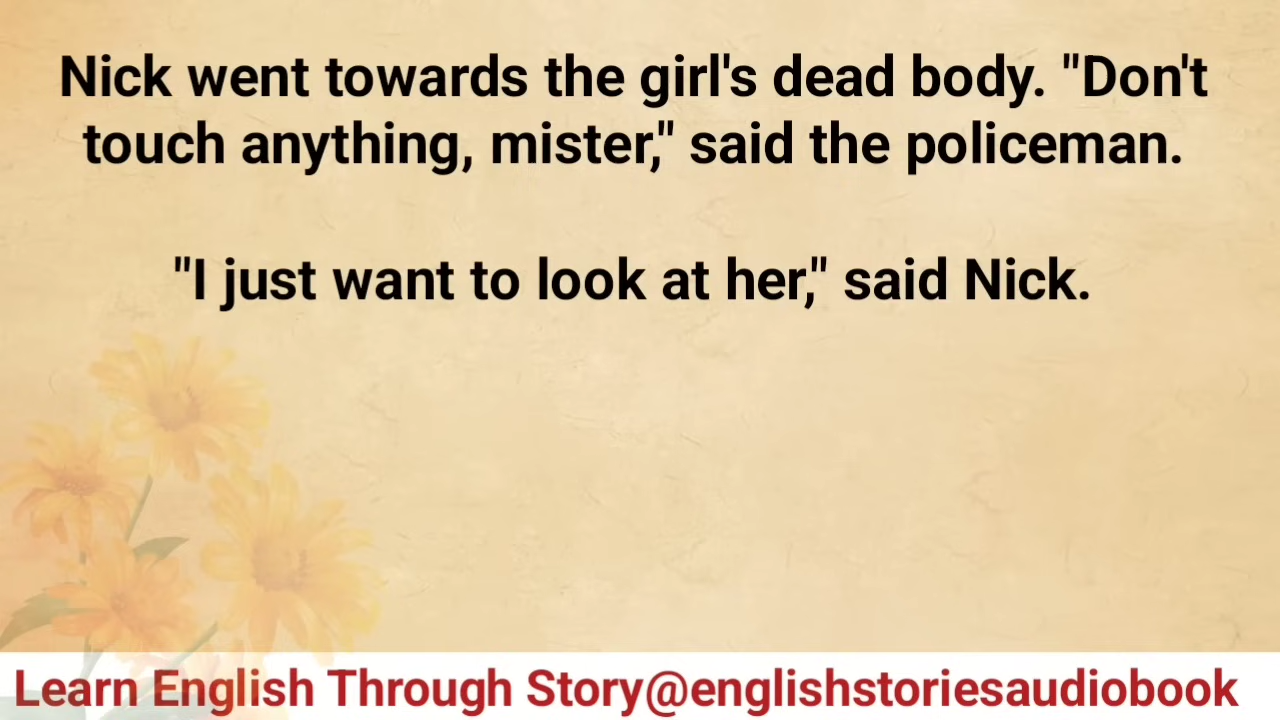 Nick went towards the girl's dead body. "Don't
touch anything, mister," said the policeman.
"I just want to look at her," said Nick.
Learn English Through Story@englishstoriesaudiobook